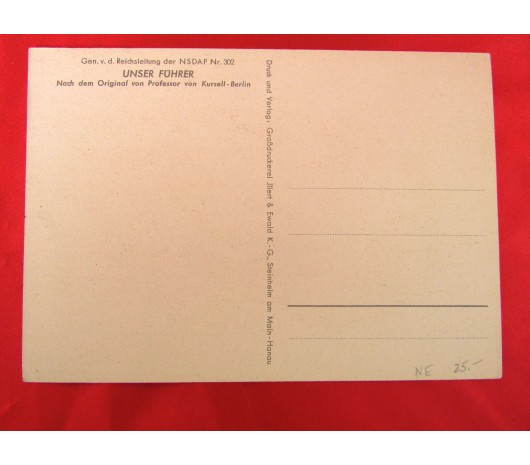 Gen. v. d. Reichsleitung der NSDAP Nr. 302
UNSER FÜHRER
Nach dem Original von Professor von Kursell-Berlin
Druck und Verlag: Großdruckerei Illert & Ewald K.-G., Steinheim am Main-Hanau
NE 25.-